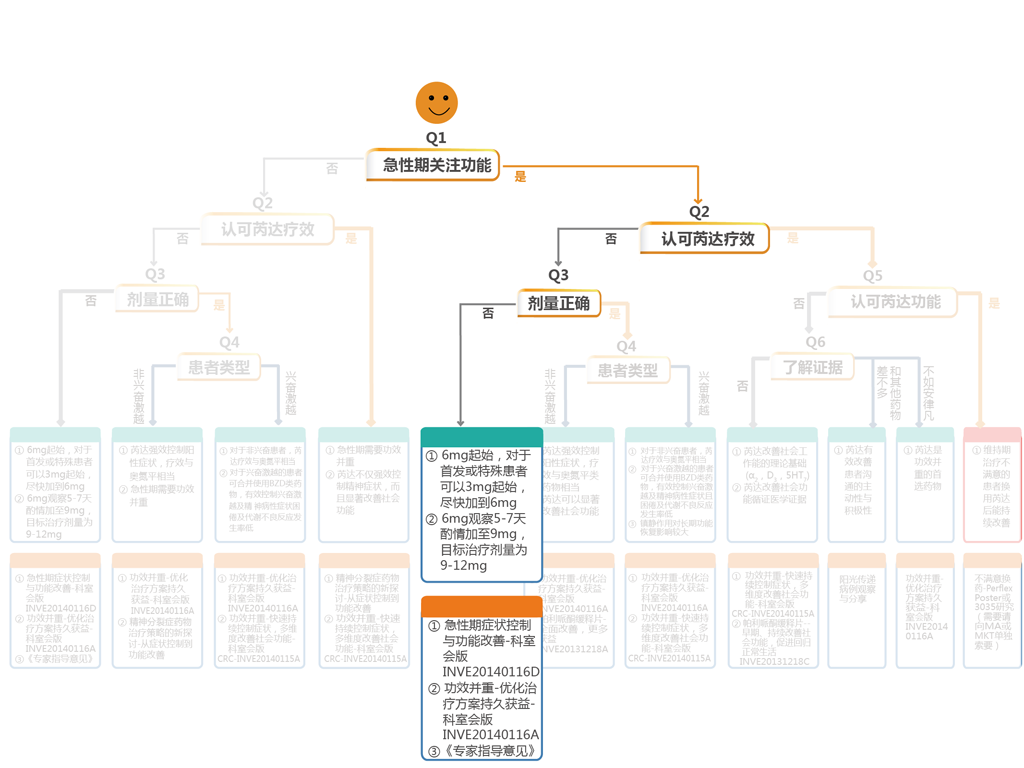 Q1
急性期关注功能
否
是
Q2
认可芮达疗效
否
是
Q2
认可芮达疗效
否
是
Q3
剂量正确
否
是
Q3
剂量正确
否
是
Q5
认可芮达功能
否
是
Q4
患者类型
非兴奋激越
兴奋激越
Q4
患者类型
非兴奋激越
兴奋激越
Q6
了解证据
否
和其他药物
差不多
不如安律凡
① 6mg起始，对于
首发或特殊患者
可以3mg起始，
尽快加到6mg
② 6mg观察5-7天
酌情加至9mg，
目标治疗剂量为
9-12mg
① 芮达强效控制阳
性症状，疗效与
奥氮平相当
② 急性期需要功效
并重
① 对于非兴奋患者，芮
达疗效与奥氮平相当
② 对于兴奋激越的患者
可合并使用BZD类药
物，有效控制兴奋激
越及精 神病性症状困
倦及代谢不良反应发
生率低
① 急性期需要功效
并重
② 芮达不仅强效控
制精神症状，而
且显著改善社会
功能
① 6mg起始，对于
首发或特殊患者
可以3mg起始，
尽快加到6mg
② 6mg观察5-7天
酌情加至9mg，
目标治疗剂量为
9-12mg
芮达强效控制
阳性症状，疗
效与奥氮平类
药物相当
芮达可以显著
改善社会功能
① 对于非兴奋患者，芮
达疗效与奥氮平相当
② 对于兴奋激越的患者
可合并使用BZD类药
物，有效控制兴奋激
越及精神病性症状目
困倦及代谢不良反应
发生率低
③ 镇静作用对长期功能
恢复影响较大
① 芮达改善社会工
作能的理论基础
(α₂，D₃，5HT₇)
② 芮达改善社会功
能循证医学证据
① 芮达有
效改善
患者沟
通的主
动性与
积极性
① 芮达是
功效并
重的首
选药物
① 维持期
治疗不
满意的
患者换
用芮达
后能持
续改善
① 急性期症状控制
与功能改善-科室
会版
INVE20140116D
② 功效并重-优化治
疗方案持久获益-
科室会版
INVE20140116A
③《专家指导意见》
① 功效并重-优化
治疗方案持久
获益-科室会版
INVE20140116A
② 精神分裂症药物
治疗策略的新探
讨-从症状控制到
功能改善
① 功效并重-优化治
疗方案持久获益-
科室会版
INVE20140116A
② 功效并重-快速持
续控制症状、多维
度改善社会功
能-科室会版
CRC-INVE20140115A
① 精神分裂症药物
治疗策略的新探
讨-从症状控制到
功能改善
② 功效并重-快速持
续控制症状、
多维度改善社会
功能-科室会版
CRC-INVE20140115A
① 急性期症状控制
与功能改善-科室
会版
INVE20140116D
② 功效并重-优化治
疗方案持久获益-
科室会版
INVE20140116A
③《专家指导意见》
功效并重-优化
治疗方案持久
获益-科室会版
INVE20140116A
帕利哌酮缓释片-
全面改善，更多
获益
INVE20131218A
① 功效并重-优化治
疗方案持久获益-
科室会版
INVE20140116A
② 功效并重-快速持
续控制症状、多
维度改善社会功
能-科室会版
CRC-INVE20140115A
① 功效并重-快速持
续控制症状、多
维度改善社会功
能-科室会版
CRC-INVE20140115A
② 帕利哌酮缓释片--
早期、持续改善社
会功能，促进回归
正常生活
INVE20131218C
阳光传递
病例观察
与分享
功效并重-
优化治疗
方案持久
获益-科
室会版
INVE2014
0116A
不满意换
药-Perflex
Poster或
3035研究
（需要请
问MA或
MKT单独
索要）